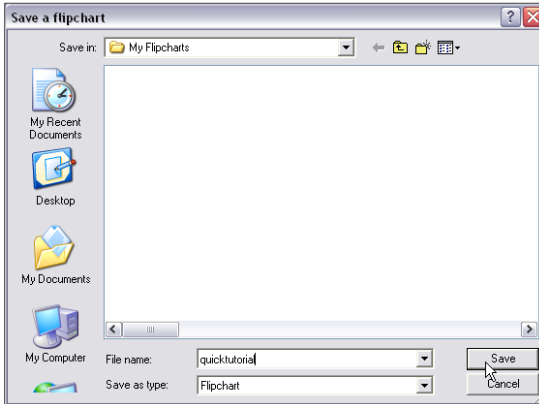 Save a flipchart
Save in: My Flipcharts
My Recent
Documents
Desktop
My Documents
My Computer
File name: quicktutorial Save
Save as type: Flipchart Cancel